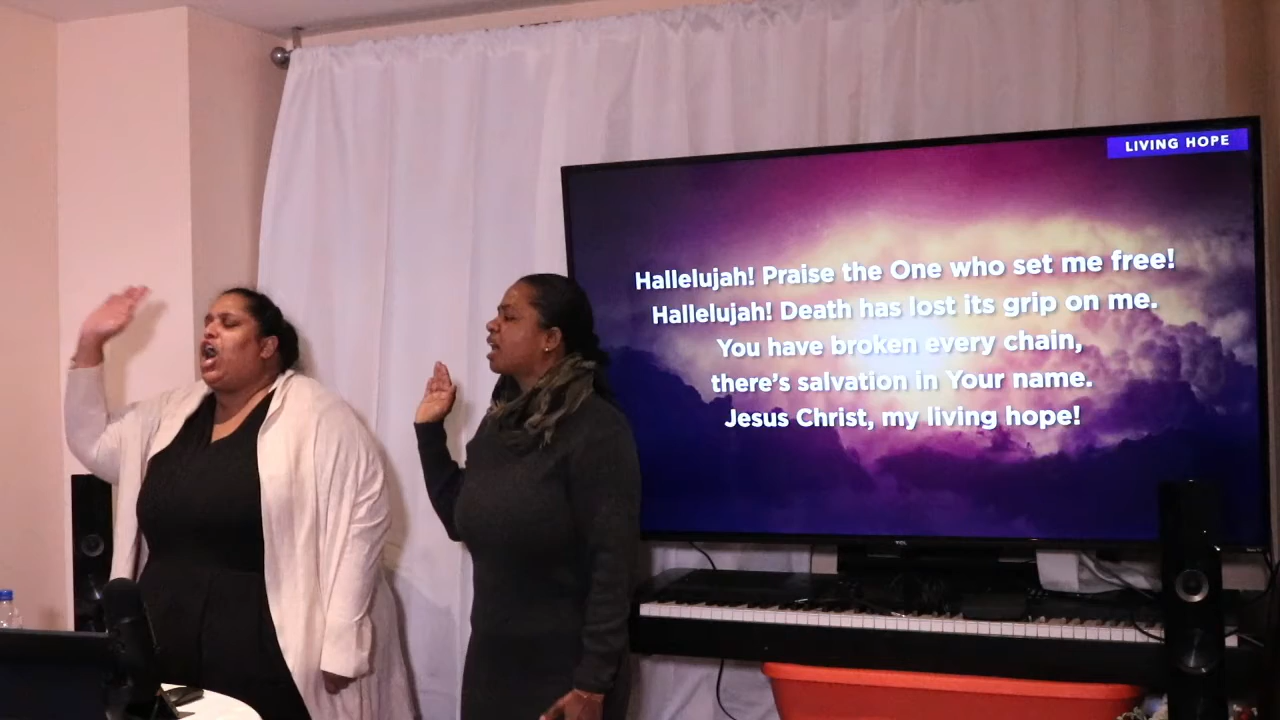 LIVING HOPE
Hallelujah! Praise the One who set me free!
Hallelujah! Death has lost its grip on me.
You have broken every chain,
there's salvation in Your name.
Jesus Christ, my living hope!
TCL